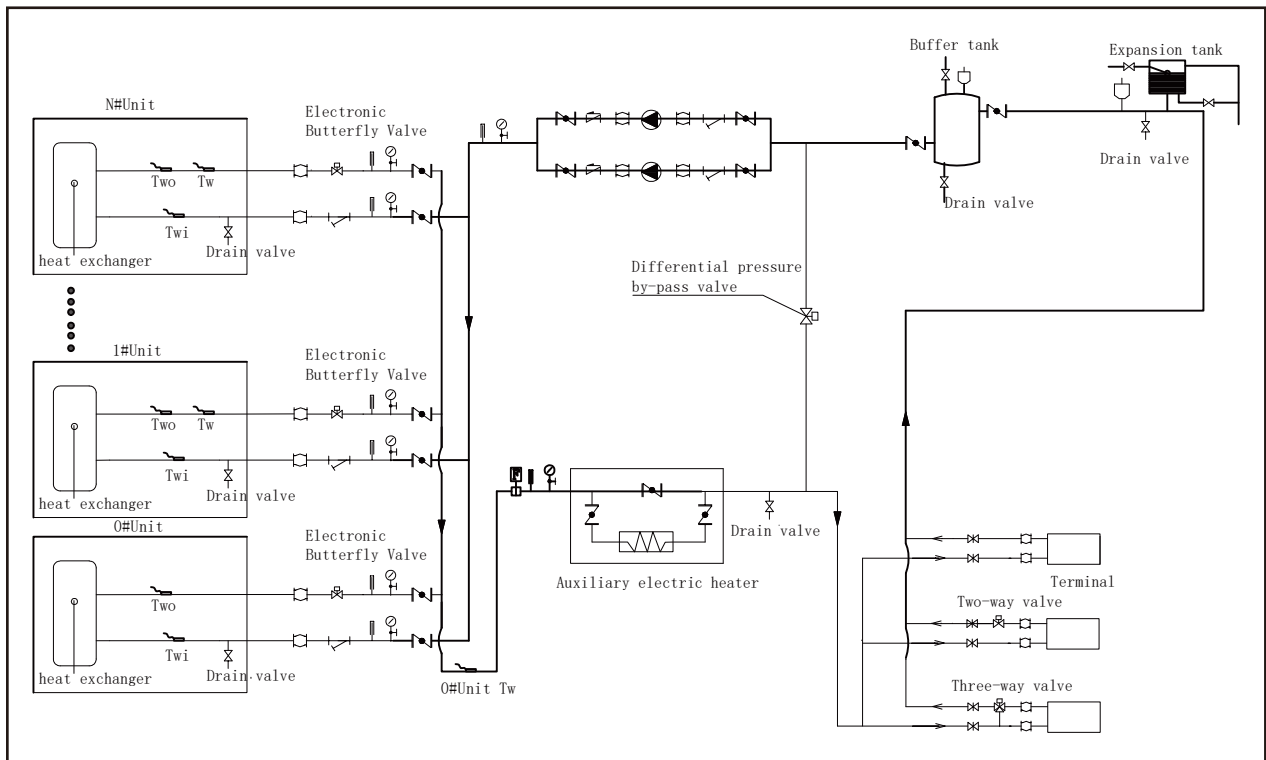 Buffer tank
Expansion tank
N#Unit
Electronic
Butterfly Valve
Two
Tw
Twi
Drain valve
heat exchanger
Drain valve
Drain valve
Differential pressure
by-pass valve
1#Unit
Electronic
Butterfly Valve
Two
Tw
Twi
Drain valve
heat exchanger
0#Unit
Electronic
Butterfly Valve
Two
Twi
Drain valve
heat exchanger
0#Unit Tw
Drain valve
Auxiliary electric heater
Terminal
Two-way valve
Three-way valve